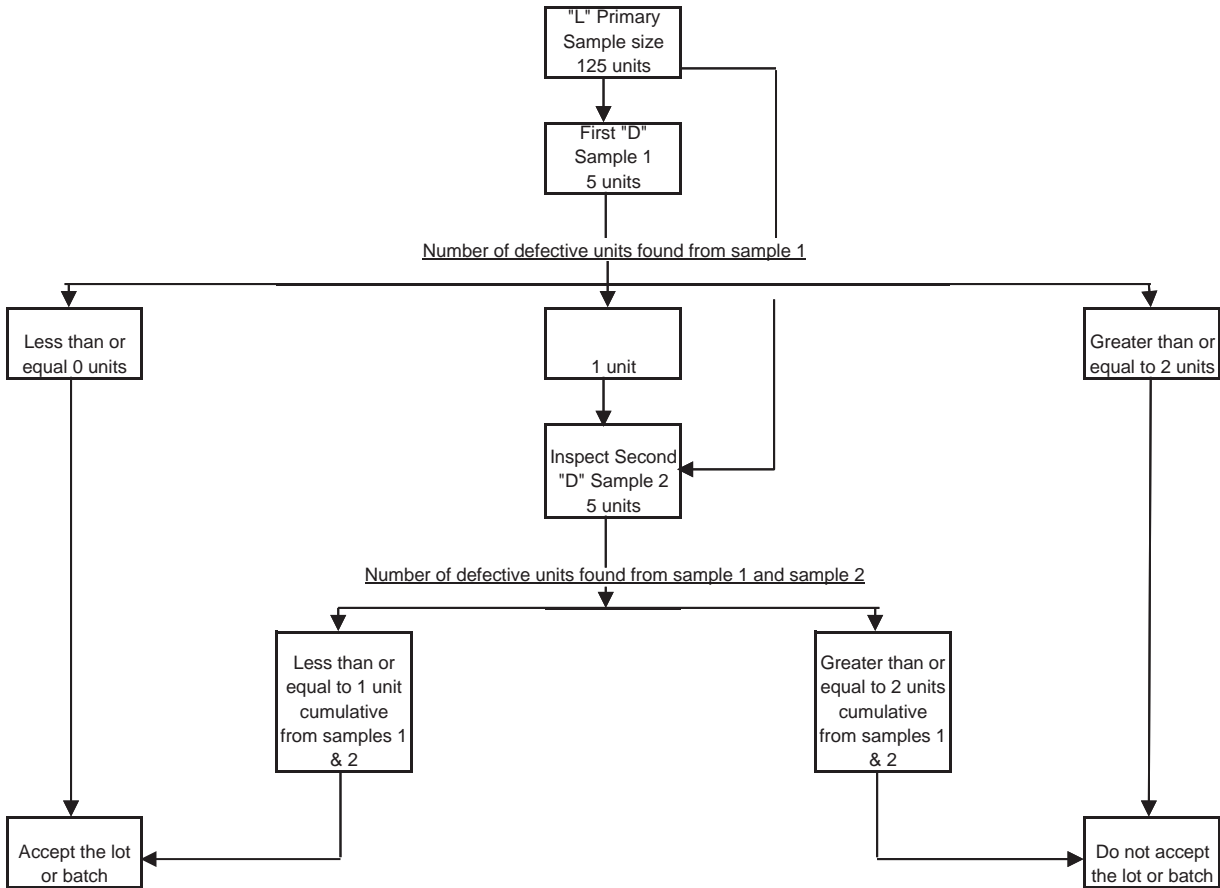 "L" Primary
Sample size
125 units
First "D"
Sample 1
5 units
Number of defective units found from sample 1
Less than or
equal 0 units
1 unit
Greater than or
equal to 2 units
Inspect Second
"D" Sample 2
5 units
Number of defective units found from sample 1 and sample 2
Less than or
equal to 1 unit
cumulative
from samples 1
& 2
Greater than or
equal to 2 units
cumulative
from samples 1
& 2
Accept the lot
or batch
Do not accept
the lot or batch